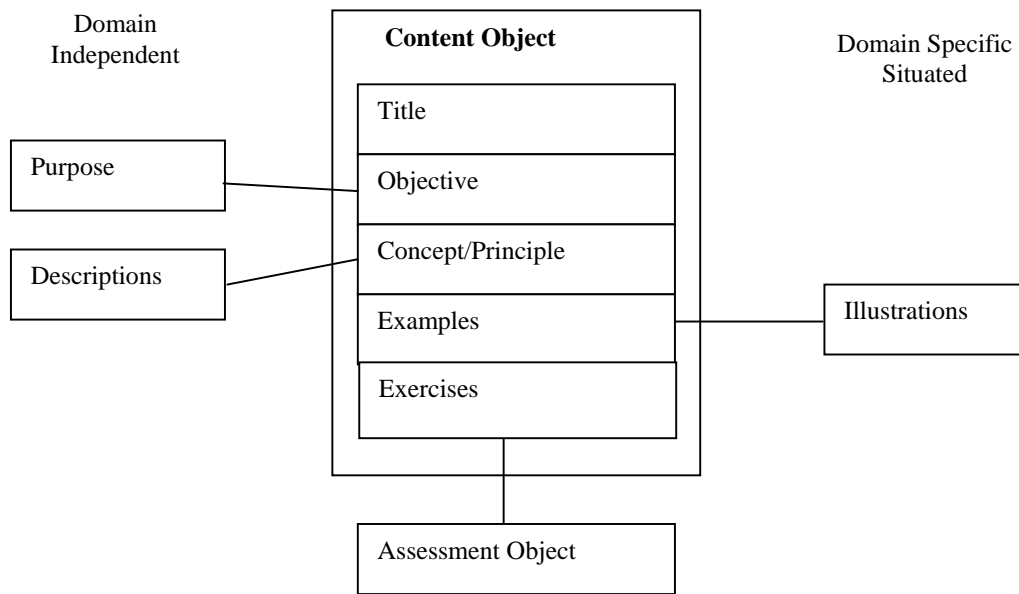 Domain
Independent
Content Object
Domain Specific
Situated
Title
Purpose
Objective
Descriptions
Concept/Principle
Examples
Illustrations
Exercises
Assessment Object